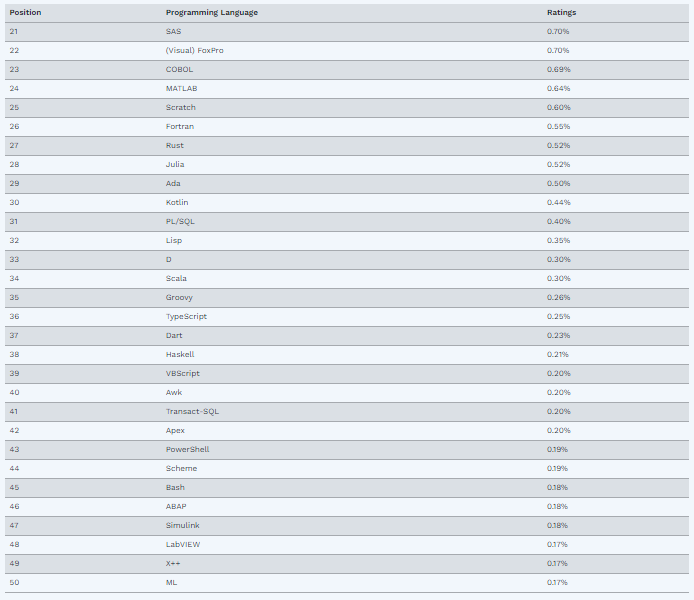 Position Programming Language Ratings
21 SAS 0.70%
22 (Visual) FoxPro 0.70%
23 COBOL 0.69%
24 MATLAB 0.64%
25 Scratch 0.60%
26 Fortran 0.55%
27 Rust 0.52%
28 Julia 0.52%
29 Ada 0.50%
30 Kotlin 0.44%
31 PL/SQL 0.40%
32 Lisp 0.35%
33 D 0.30%
34 Scala 0.30%
35 Groovy 0.26%
36 TypeScript 0.25%
37 Dart 0.23%
38 Haskell 0.21%
39 VBScript 0.20%
40 Awk 0.20%
41 Transact-SQL 0.20%
42 Apex 0.20%
43 PowerShell 0.19%
44 Scheme 0.19%
45 Bash 0.18%
46 ABAP 0.18%
47 Simulink 0.18%
48 LabVIEW 0.17%
49 X++ 0.17%
50 ML 0.17%